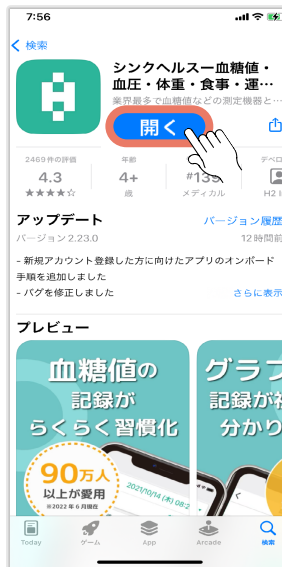 7:56
検索
シンクヘルスー血糖値・
血圧・体重・食事・運…
業界最多で血糖値などの測定機器と…
開く
2469件の評価
4.3
★★★★☆
年齢
4+
歳
#139
メディカル
デベロ
H2 I
アップデート
バージョン履歴
バージョン 2.23.0
12時間前
- 新規アカウント登録した方に向けたアプリのオンボード
手順を追加しました
- バグを修正しました
さらに表示
プレビュー
血糖値の
記録が
らくらく習慣化
90万人
以上が愛用
※2022年6月現在
2021/10/14 (木) 08:2
グラフ
分かり
Today
ゲーム
App
Arcade
検索